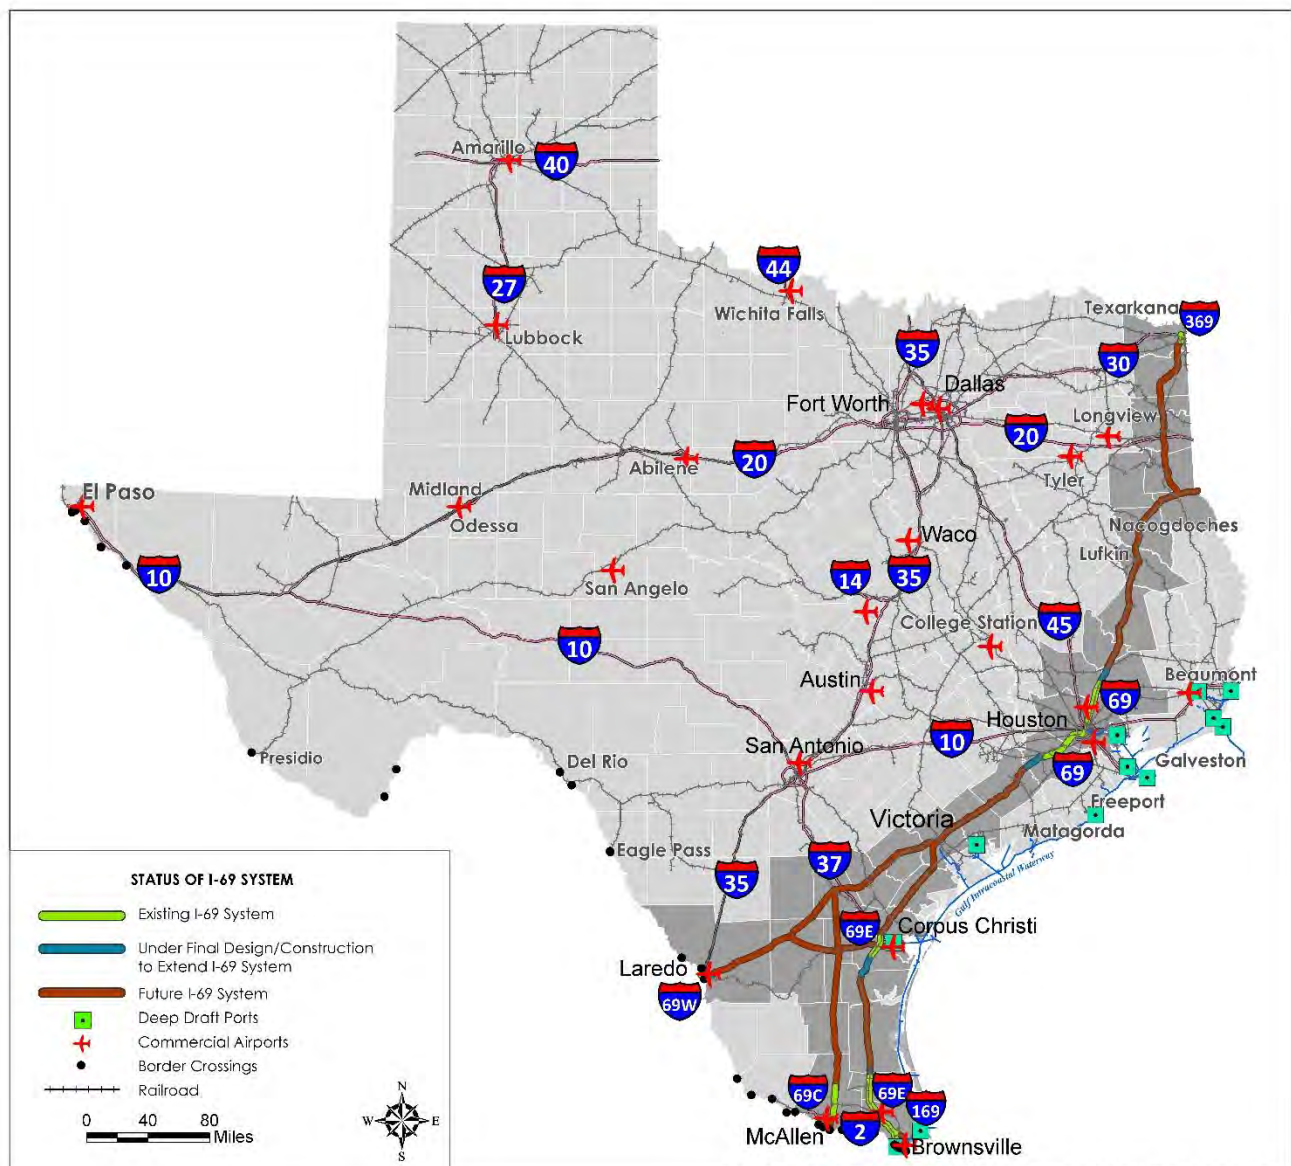 Amarillo
40
27
Lubbock
44
Wichita Falls
Texarkana
369
35
30
Dallas
Fort Worth
Longview
20
20
Abilene
Tyler
El Paso
Midland
Odessa
Nacogdoches
Waco
Lufkin
10
San Angelo
14
35
College Station
45
10
Austin
Beaumont
69
Houston
San Antonio
10
Presidio
Del Rio
69
Galveston
Freeport
Victoria
Matagorda
Eagle Pass
37
35
Gulf Intracoastal Waterway
69E
Corpus Christi
Laredo
69W
69C
69E
169
McAllen
2
Brownsville
STATUS OF I-69 SYSTEM
Existing I-69 System
Under Final Design/Construction
to Extend I-69 System
Future I-69 System
Deep Draft Ports
Commercial Airports
Border Crossings
Railroad
0 40 80
Miles
N
W E
S